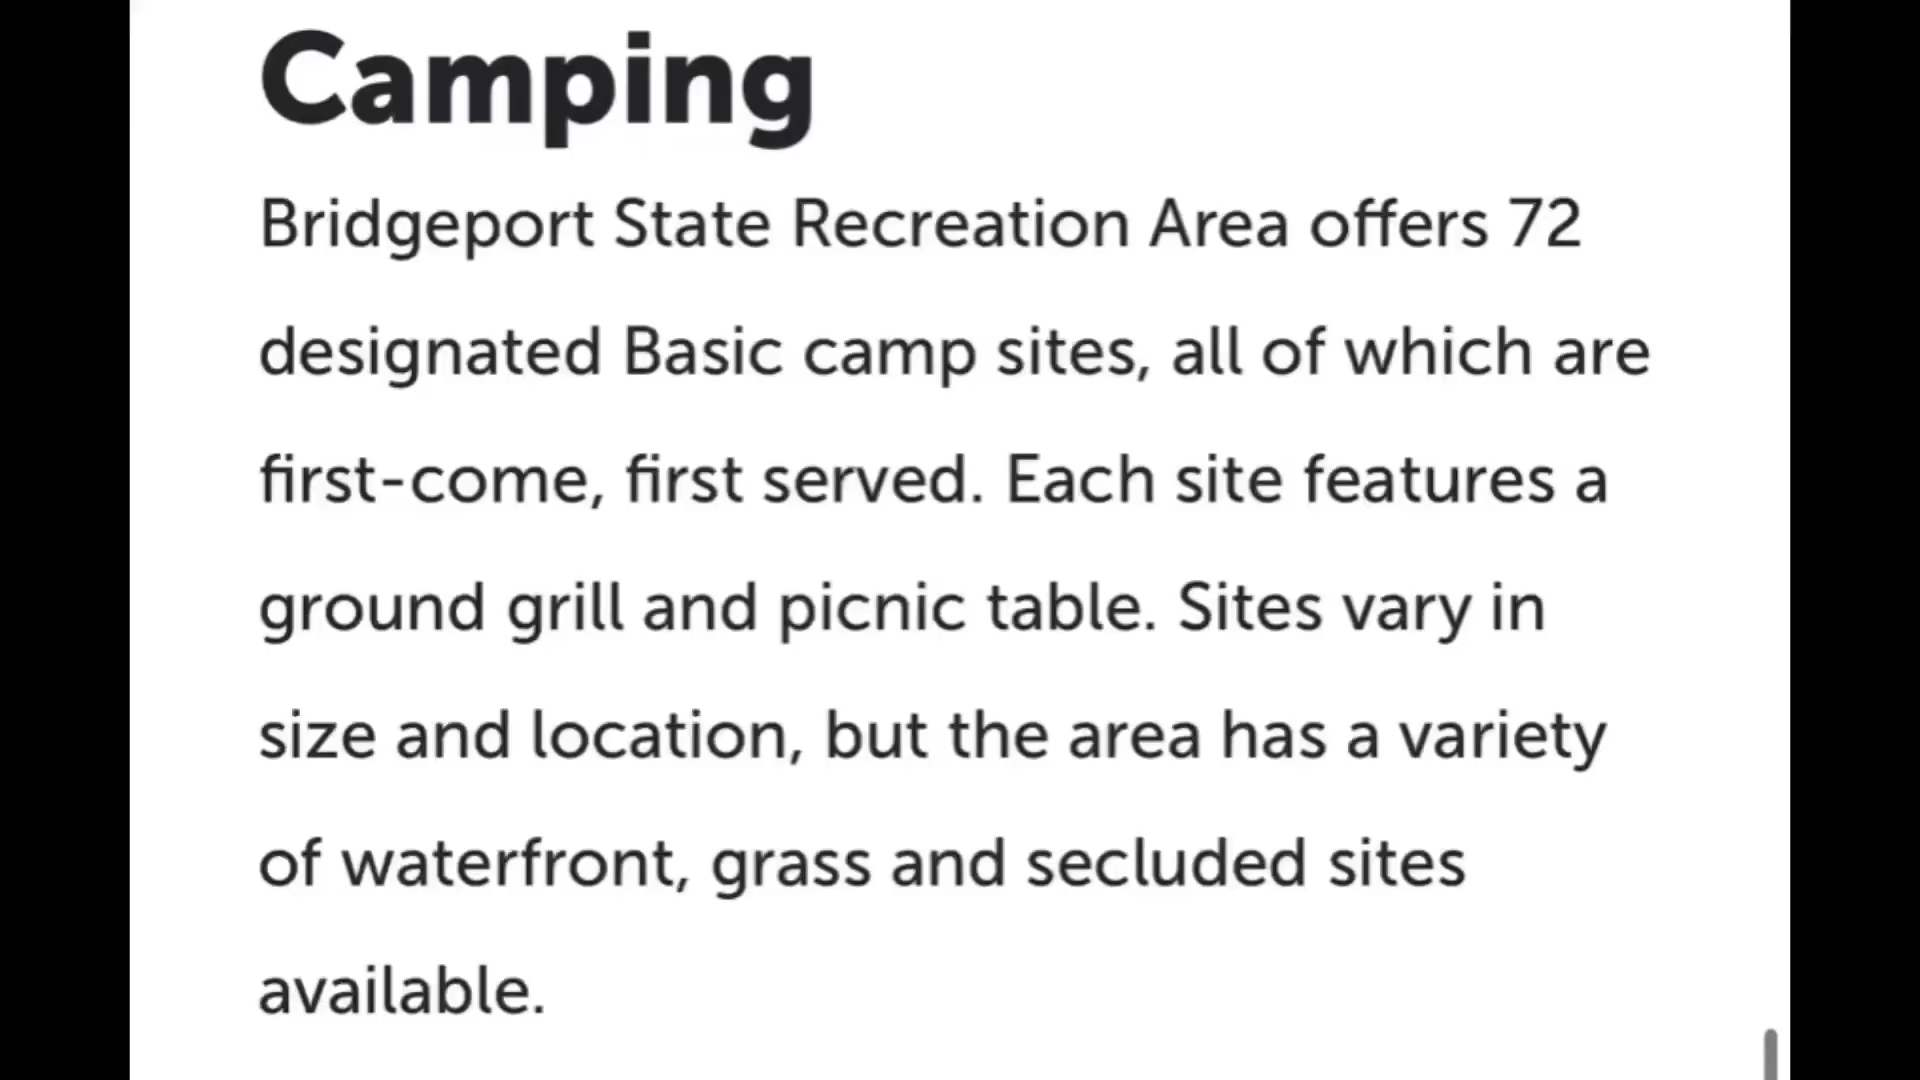 Camping
Bridgeport State Recreation Area offers 72
designated Basic camp sites, all of which are
first-come, first served. Each site features a
ground grill and picnic table. Sites vary in
size and location, but the area has a variety
of waterfront, grass and secluded sites
available.